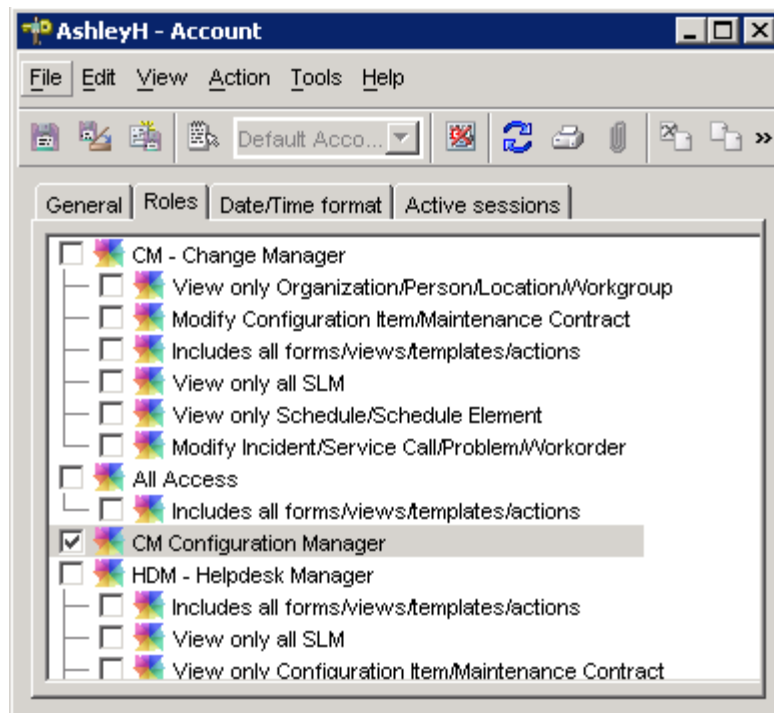 AshleyH - Account
File Edit View Action Tools Help
Default Acco...
General Roles Date/Time format Active sessions
CM - Change Manager
View only Organization/Person/Location/Workgroup
Modify Configuration Item/Maintenance Contract
Includes all forms/views/templates/actions
View only all SLM
View only Schedule/Schedule Element
Modify Incident/Service Call/Problem/Workorder
All Access
Includes all forms/views/templates/actions
CM Configuration Manager
HDM - Helpdesk Manager
Includes all forms/views/templates/actions
View only all SLM
View only Configuration Item/Maintenance Contract